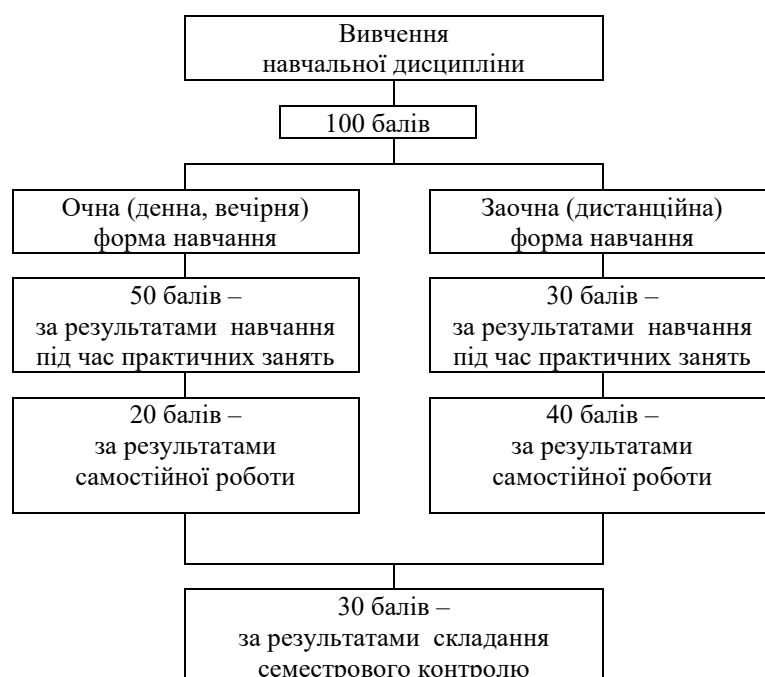 Вивчення
навчальної дисципліни
100 балів
Очна (денна, вечірня)
форма навчання
Заочна (дистанційна)
форма навчання
50 балів –
за результатами навчання
під час практичних занять
30 балів –
за результатами навчання
під час практичних занять
20 балів –
за результатами
самостійної роботи
40 балів –
за результатами
самостійної роботи
30 балів –
за результатами складання
семестрового контролю